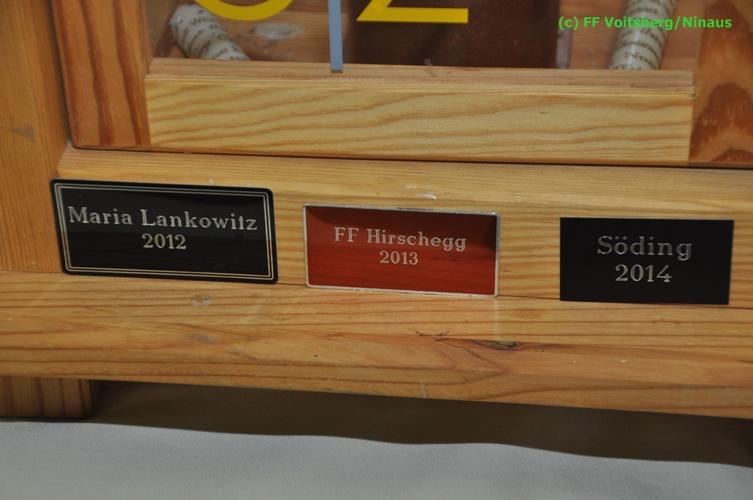 (c) FF Voitsberg/Ninaus
Maria Lankowitz
2012
FF Hirschegg
2013
Söding
2014